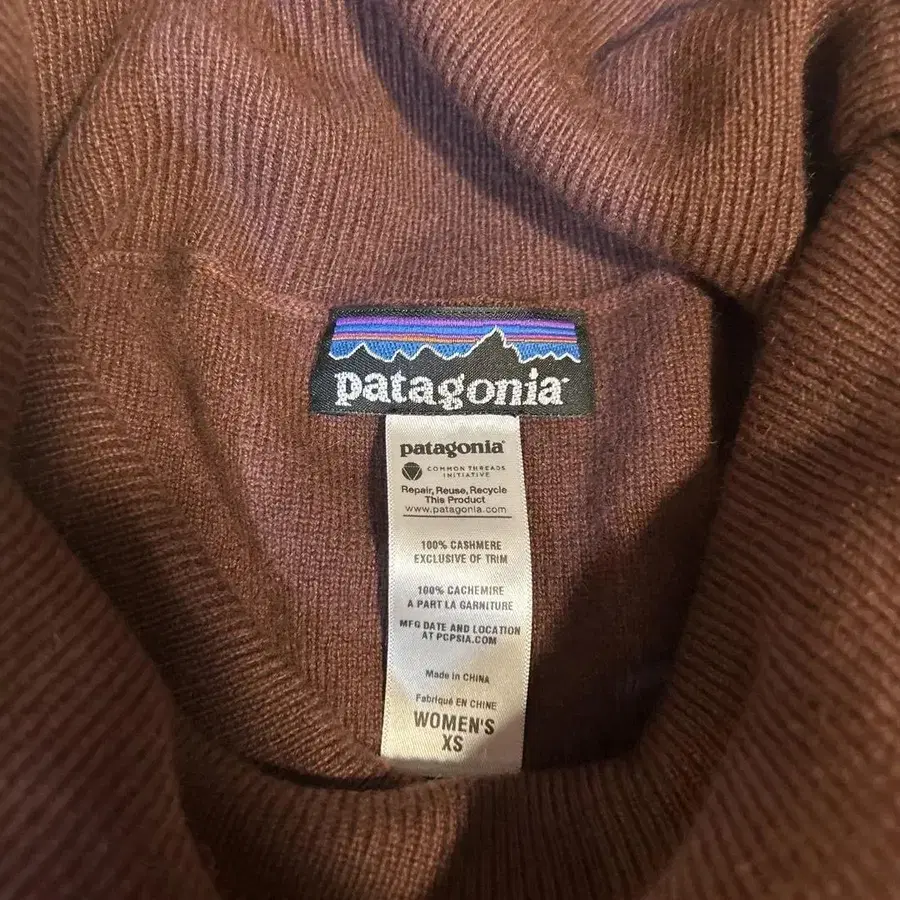 patagonia
patagonia®
COMMON THREADS
INITIATIVE
Repair, Reuse, Recycle
This Product
www.patagonia.com
100% CASHMERE
EXCLUSIVE OF TRIM
100% CACHEMIRE
A PART LA GARNITURE
MFG DATE AND LOCATION
AT PCPSIA.COM
Made in CHINA
Fabriqué EN CHINE
WOMEN'S
XS